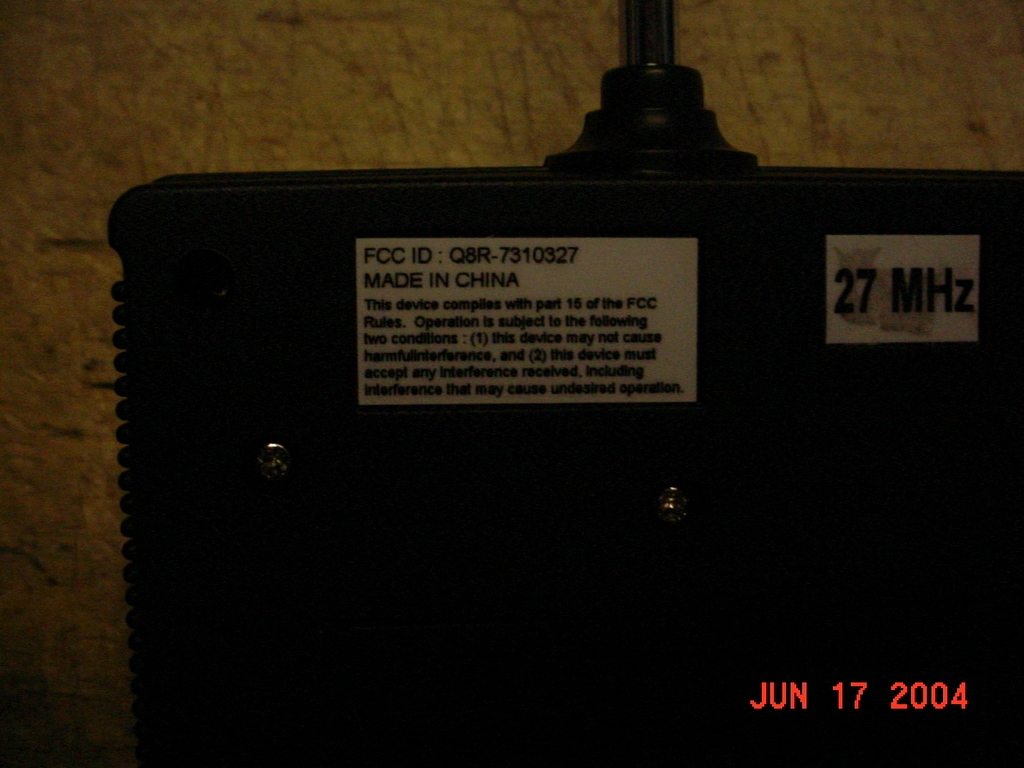 FCC ID : Q8R-7310327
MADE IN CHINA
This device complies with part 15 of the FCC
Rules. Operation is subject to the following
two conditions : (1) this device may not cause
harmfulinterference, and (2) this device must
accept any interference received, including
interference that may cause undesired operation.
27 MHz
JUN 17 2004